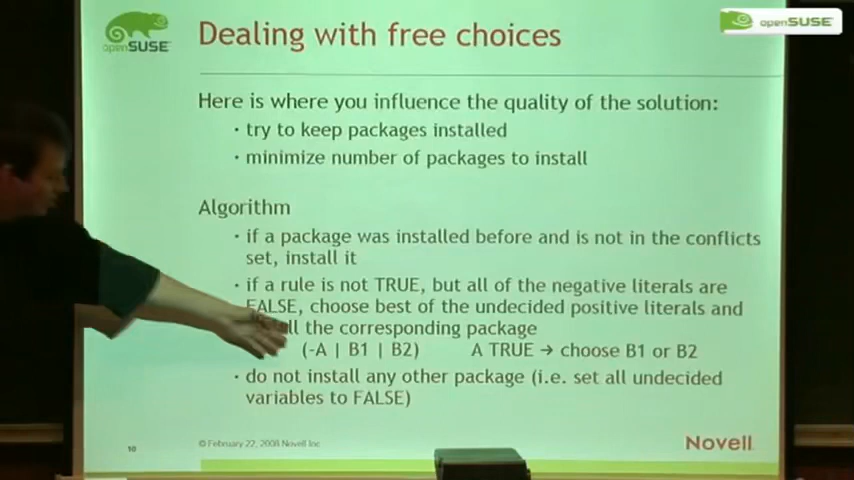 openSUSE
Dealing with free choices
openSUSE
Here is where you influence the quality of the solution:
· try to keep packages installed
· minimize number of packages to install
Algorithm
· if a package was installed before and is not in the conflicts
set, install it
· if a rule is not TRUE, but all of the negative literals are
FALSE, choose best of the undecided positive literals and
the corresponding package
(-A | B1 | B2) A TRUE → choose B1 or B2
· do not install any other package (i.e. set all undecided
variables to FALSE)
10
© February 22, 2008 Novell Inc
Novell